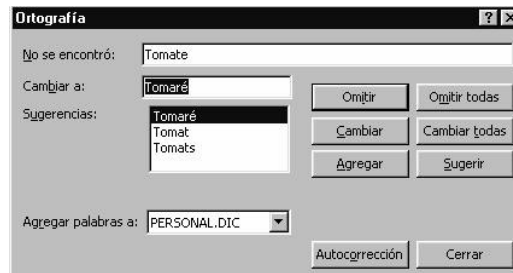 Ortografía
No se encontró: Tomate
Cambiar a: Tomaré
Omitir Omitir todas
Sugerencias: Tomaré
Tomat
Tomats
Cambiar Cambiar todas
Agregar Sugerir
Agregar palabras a: PERSONAL.DIC
Autocorrección Cerrar